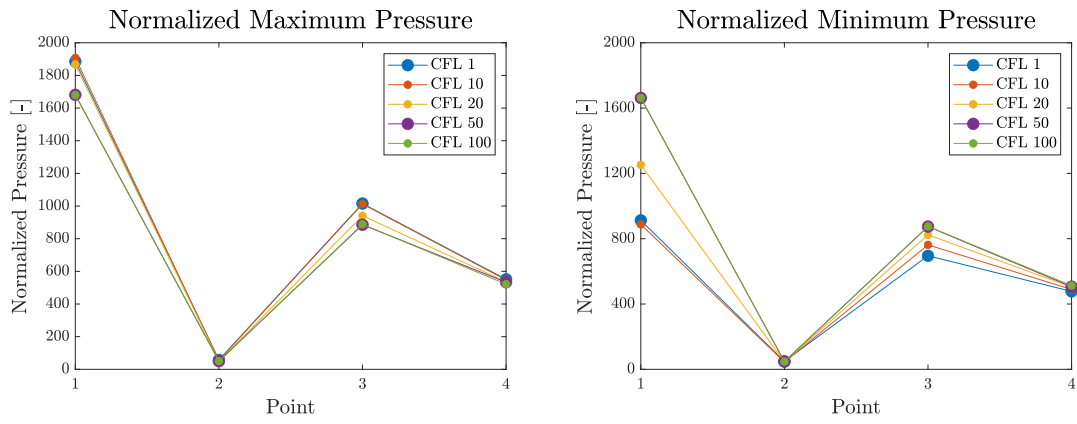 Normalized Maximum Pressure
Normalized Pressure [-]
2000
1800
1600
1400
1200
1000
800
600
400
200
0
1
2
3
4
Point
CFL 1
CFL 10
CFL 20
CFL 50
CFL 100
Normalized Minimum Pressure
Normalized Pressure [-]
2000
1600
1200
800
400
0
1
2
3
4
Point
CFL 1
CFL 10
CFL 20
CFL 50
CFL 100